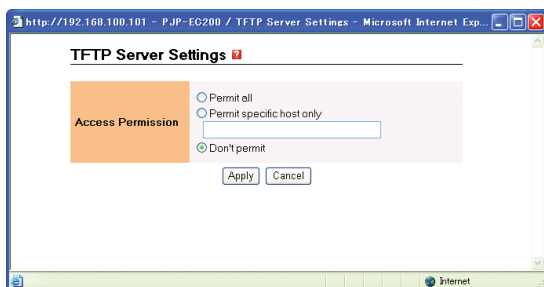 http://192.168.100.101 - PJP-EC200 / TFTP Server Settings - Microsoft Internet Exp...
TFTP Server Settings ?
Access Permission
Permit all
Permit specific host only
Don't permit
Apply Cancel
Internet